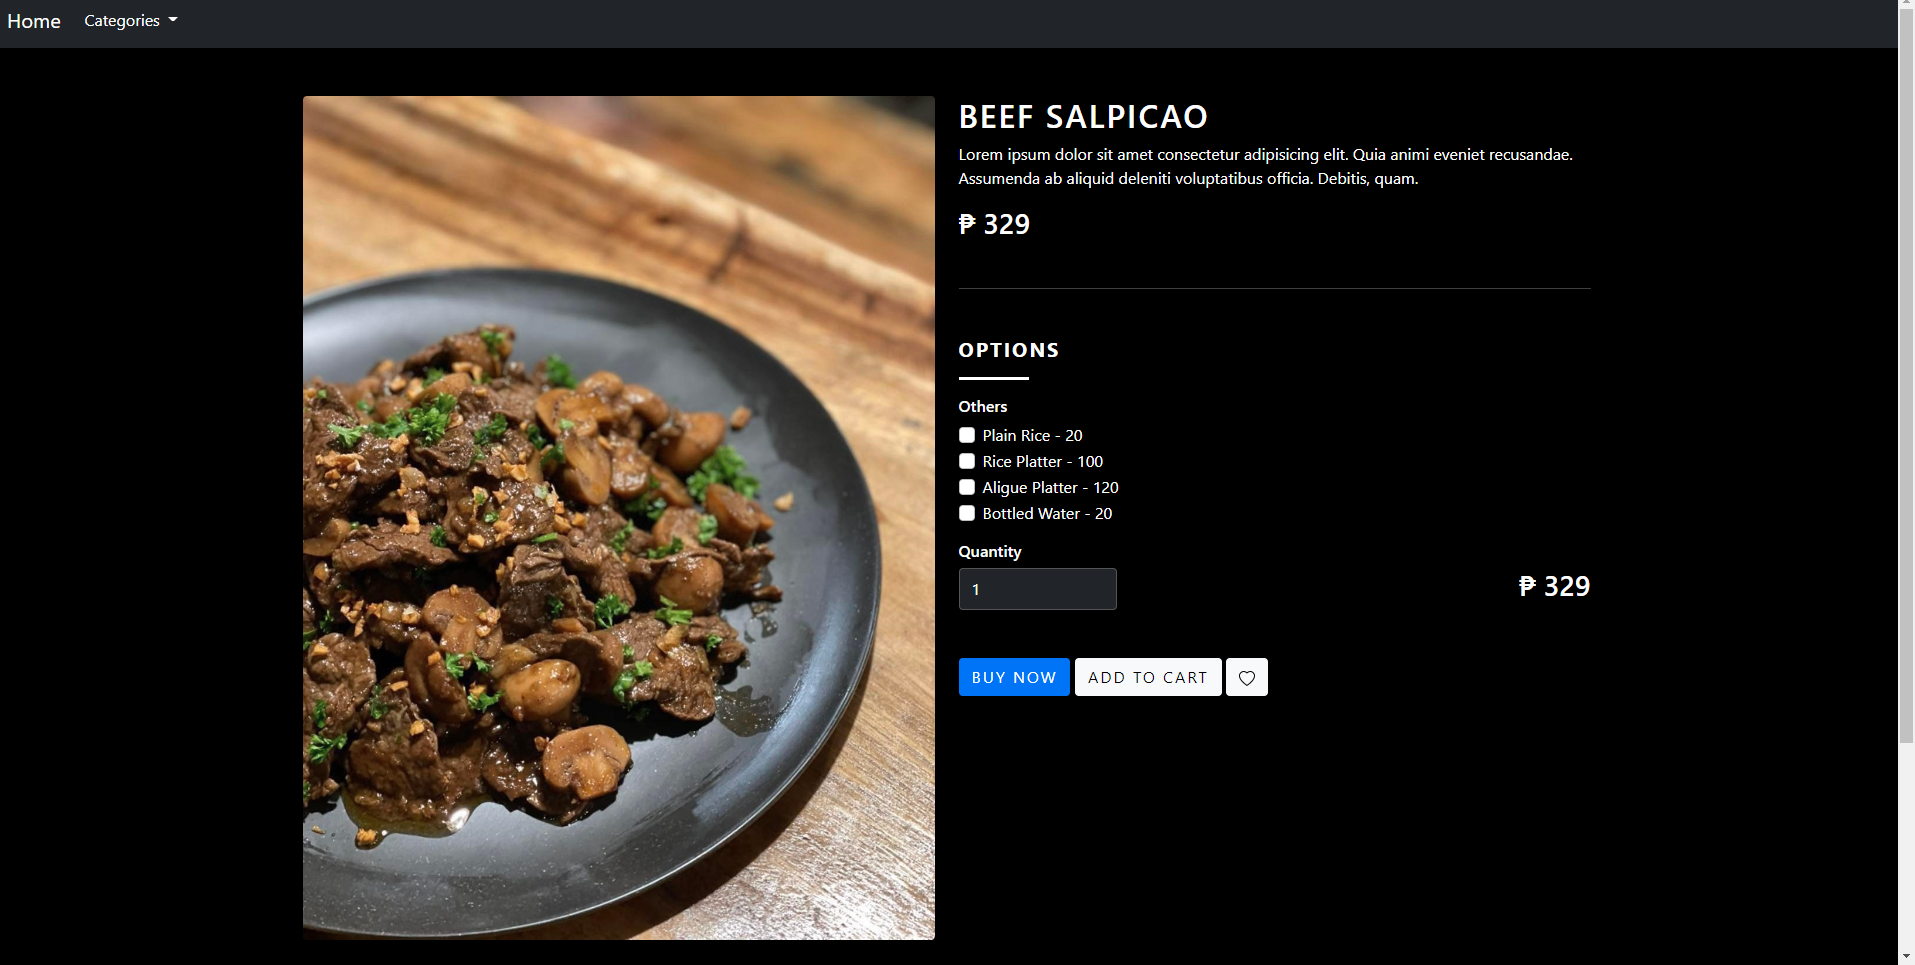 Home Categories
BEEF SALPICAO
Lorem ipsum dolor sit amet consectetur adipisicing elit. Quia animi eveniet recusandae.
Assumenda ab aliquid deleniti voluptatibus officia. Debitis, quam.
₱ 329
OPTIONS
Others
Plain Rice - 20
Rice Platter - 100
Aligue Platter - 120
Bottled Water - 20
Quantity
1
₱ 329
BUY NOW ADD TO CART